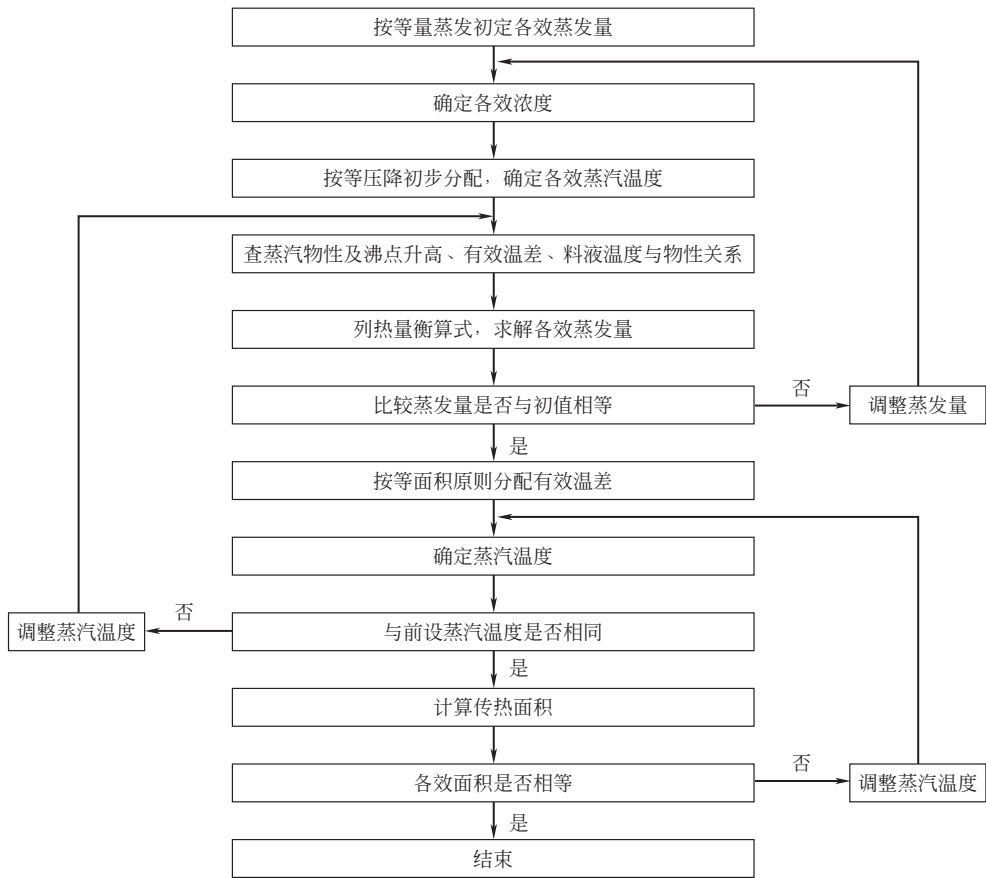 按等量蒸发初定各效蒸发量
确定各效浓度
按等压降初步分配，确定各效蒸汽温度
查蒸汽物性及沸点升高、有效温差、料液温度与物性关系
列热量衡算式，求解各效蒸发量
比较蒸发量是否与初值相等
否
调整蒸发量
是
按等面积原则分配有效温差
确定蒸汽温度
与前设蒸汽温度是否相同
否
调整蒸汽温度
是
计算传热面积
各效面积是否相等
否
调整蒸汽温度
是
结束